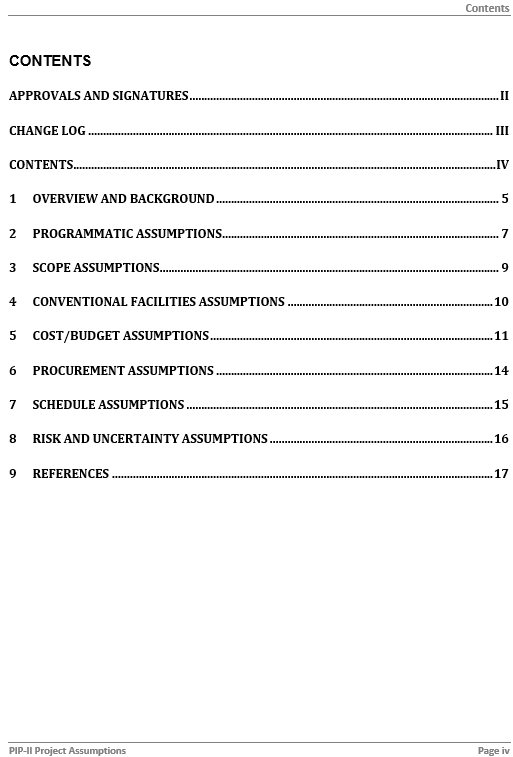 Contents
CONTENTS
APPROVALS AND SIGNATURES....................II
CHANGE LOG....................III
CONTENTS....................IV
1 OVERVIEW AND BACKGROUND....................5
2 PROGRAMMATIC ASSUMPTIONS....................7
3 SCOPE ASSUMPTIONS....................9
4 CONVENTIONAL FACILITIES ASSUMPTIONS....................10
5 COST/BUDGET ASSUMPTIONS....................11
6 PROCUREMENT ASSUMPTIONS....................14
7 SCHEDULE ASSUMPTIONS....................15
8 RISK AND UNCERTAINTY ASSUMPTIONS....................16
9 REFERENCES....................17
PIP-II Project Assumptions Page iv